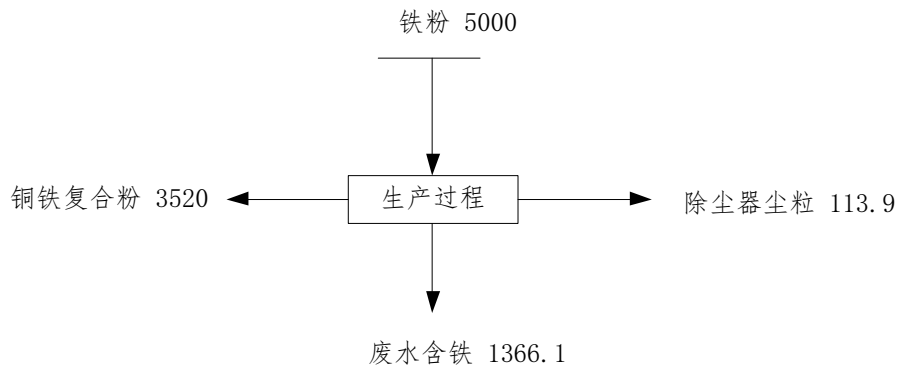 铁粉 5000
铜铁复合粉 3520
生产过程
除尘器尘粒 113.9
废水含铁 1366.1